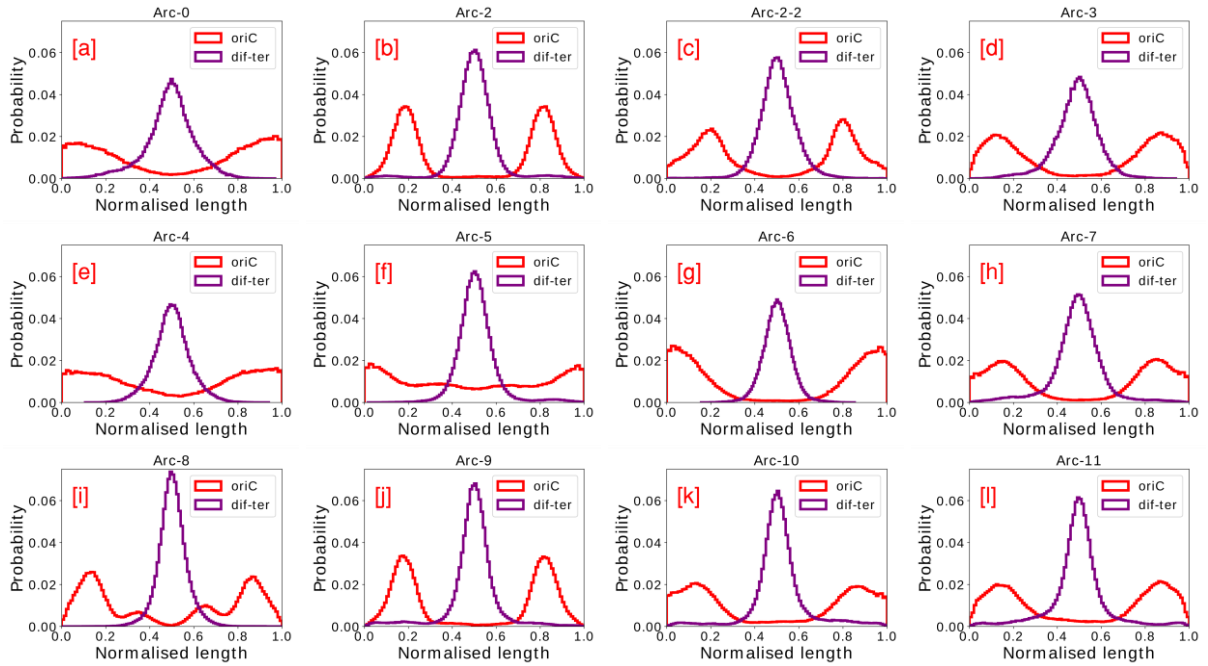 Arc-0
[a]
oriC
dif-ter
Probability
0.06
0.04
0.02
0.00
0.0 0.2 0.4 0.6 0.8 1.0
Normalised length
Arc-2
[b]
oriC
dif-ter
Probability
0.06
0.04
0.02
0.00
0.0 0.2 0.4 0.6 0.8 1.0
Normalised length
Arc-2-2
[c]
oriC
dif-ter
Probability
0.06
0.04
0.02
0.00
0.0 0.2 0.4 0.6 0.8 1.0
Normalised length
Arc-3
[d]
oriC
dif-ter
Probability
0.06
0.04
0.02
0.00
0.0 0.2 0.4 0.6 0.8 1.0
Normalised length
Arc-4
[e]
oriC
dif-ter
Probability
0.06
0.04
0.02
0.00
0.0 0.2 0.4 0.6 0.8 1.0
Normalised length
Arc-5
[f]
oriC
dif-ter
Probability
0.06
0.04
0.02
0.00
0.0 0.2 0.4 0.6 0.8 1.0
Normalised length
Arc-6
[g]
oriC
dif-ter
Probability
0.06
0.04
0.02
0.00
0.0 0.2 0.4 0.6 0.8 1.0
Normalised length
Arc-7
[h]
oriC
dif-ter
Probability
0.06
0.04
0.02
0.00
0.0 0.2 0.4 0.6 0.8 1.0
Normalised length
Arc-8
[i]
oriC
dif-ter
Probability
0.06
0.04
0.02
0.00
0.0 0.2 0.4 0.6 0.8 1.0
Normalised length
Arc-9
[j]
oriC
dif-ter
Probability
0.06
0.04
0.02
0.00
0.0 0.2 0.4 0.6 0.8 1.0
Normalised length
Arc-10
[k]
oriC
dif-ter
Probability
0.06
0.04
0.02
0.00
0.0 0.2 0.4 0.6 0.8 1.0
Normalised length
Arc-11
[l]
oriC
dif-ter
Probability
0.06
0.04
0.02
0.00
0.0 0.2 0.4 0.6 0.8 1.0
Normalised length